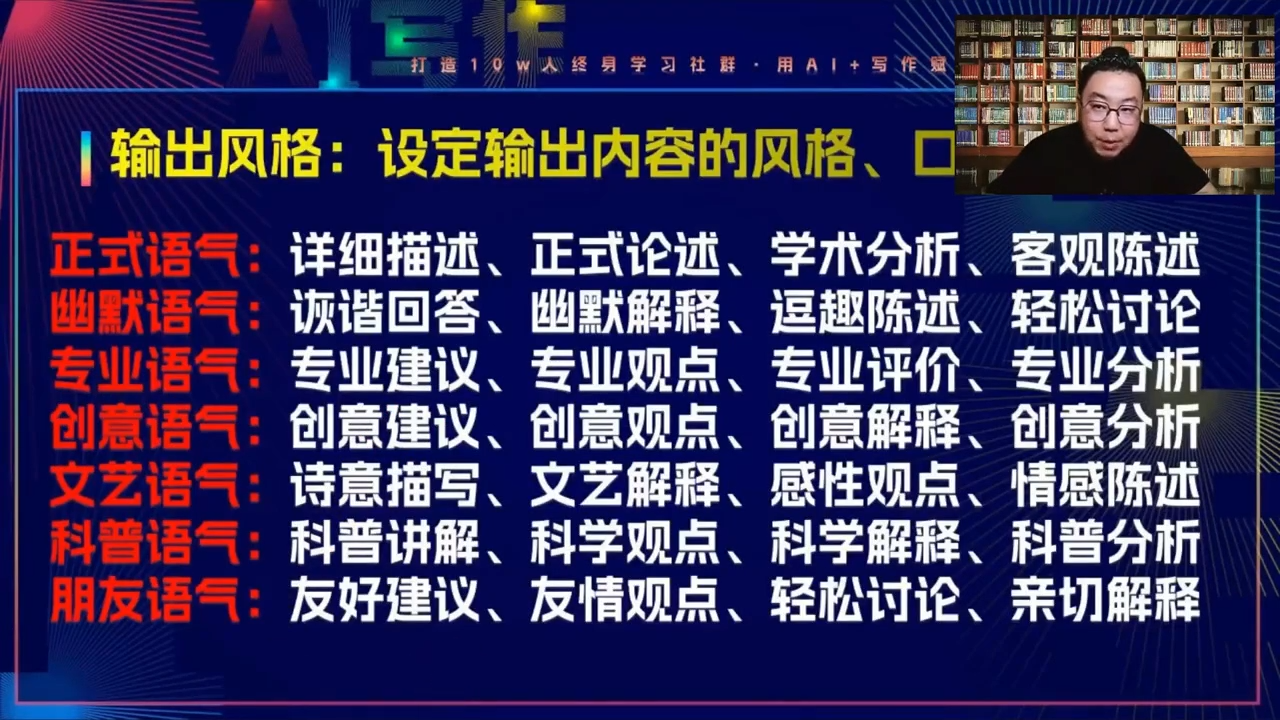 AI写作
打造10w人终身学习社群·用AI+写作赋
输出风格：设定输出内容的风格、口
正式语气：详细描述、正式论述、学术分析、客观陈述
幽默语气：诙谐回答、幽默解释、逗趣陈述、轻松讨论
专业语气：专业建议、专业观点、专业评价、专业分析
创意语气：创意建议、创意观点、创意解释、创意分析
文艺语气：诗意描写、文艺解释、感性观点、情感陈述
科普语气：科普讲解、科学观点、科学解释、科普分析
朋友语气：友好建议、友情观点、轻松讨论、亲切解释